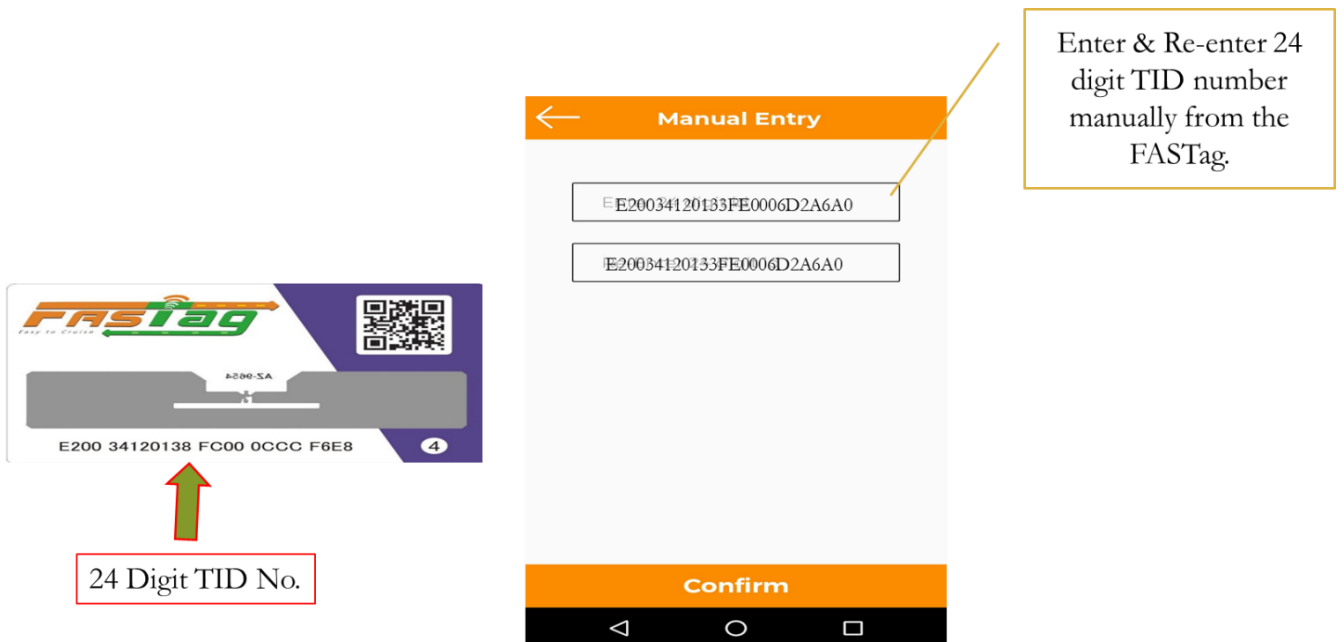 Enter & Re-enter 24
digit TID number
manually from the
FASTag.
Manual Entry
E20034120133FE0006D2A6A0
E20034120133FE0006D2A6A0
FASTag
Easy to Cruise
AZ-9654
E200 34120138 FC00 0CCC F6E8
4
24 Digit TID No.
Confirm